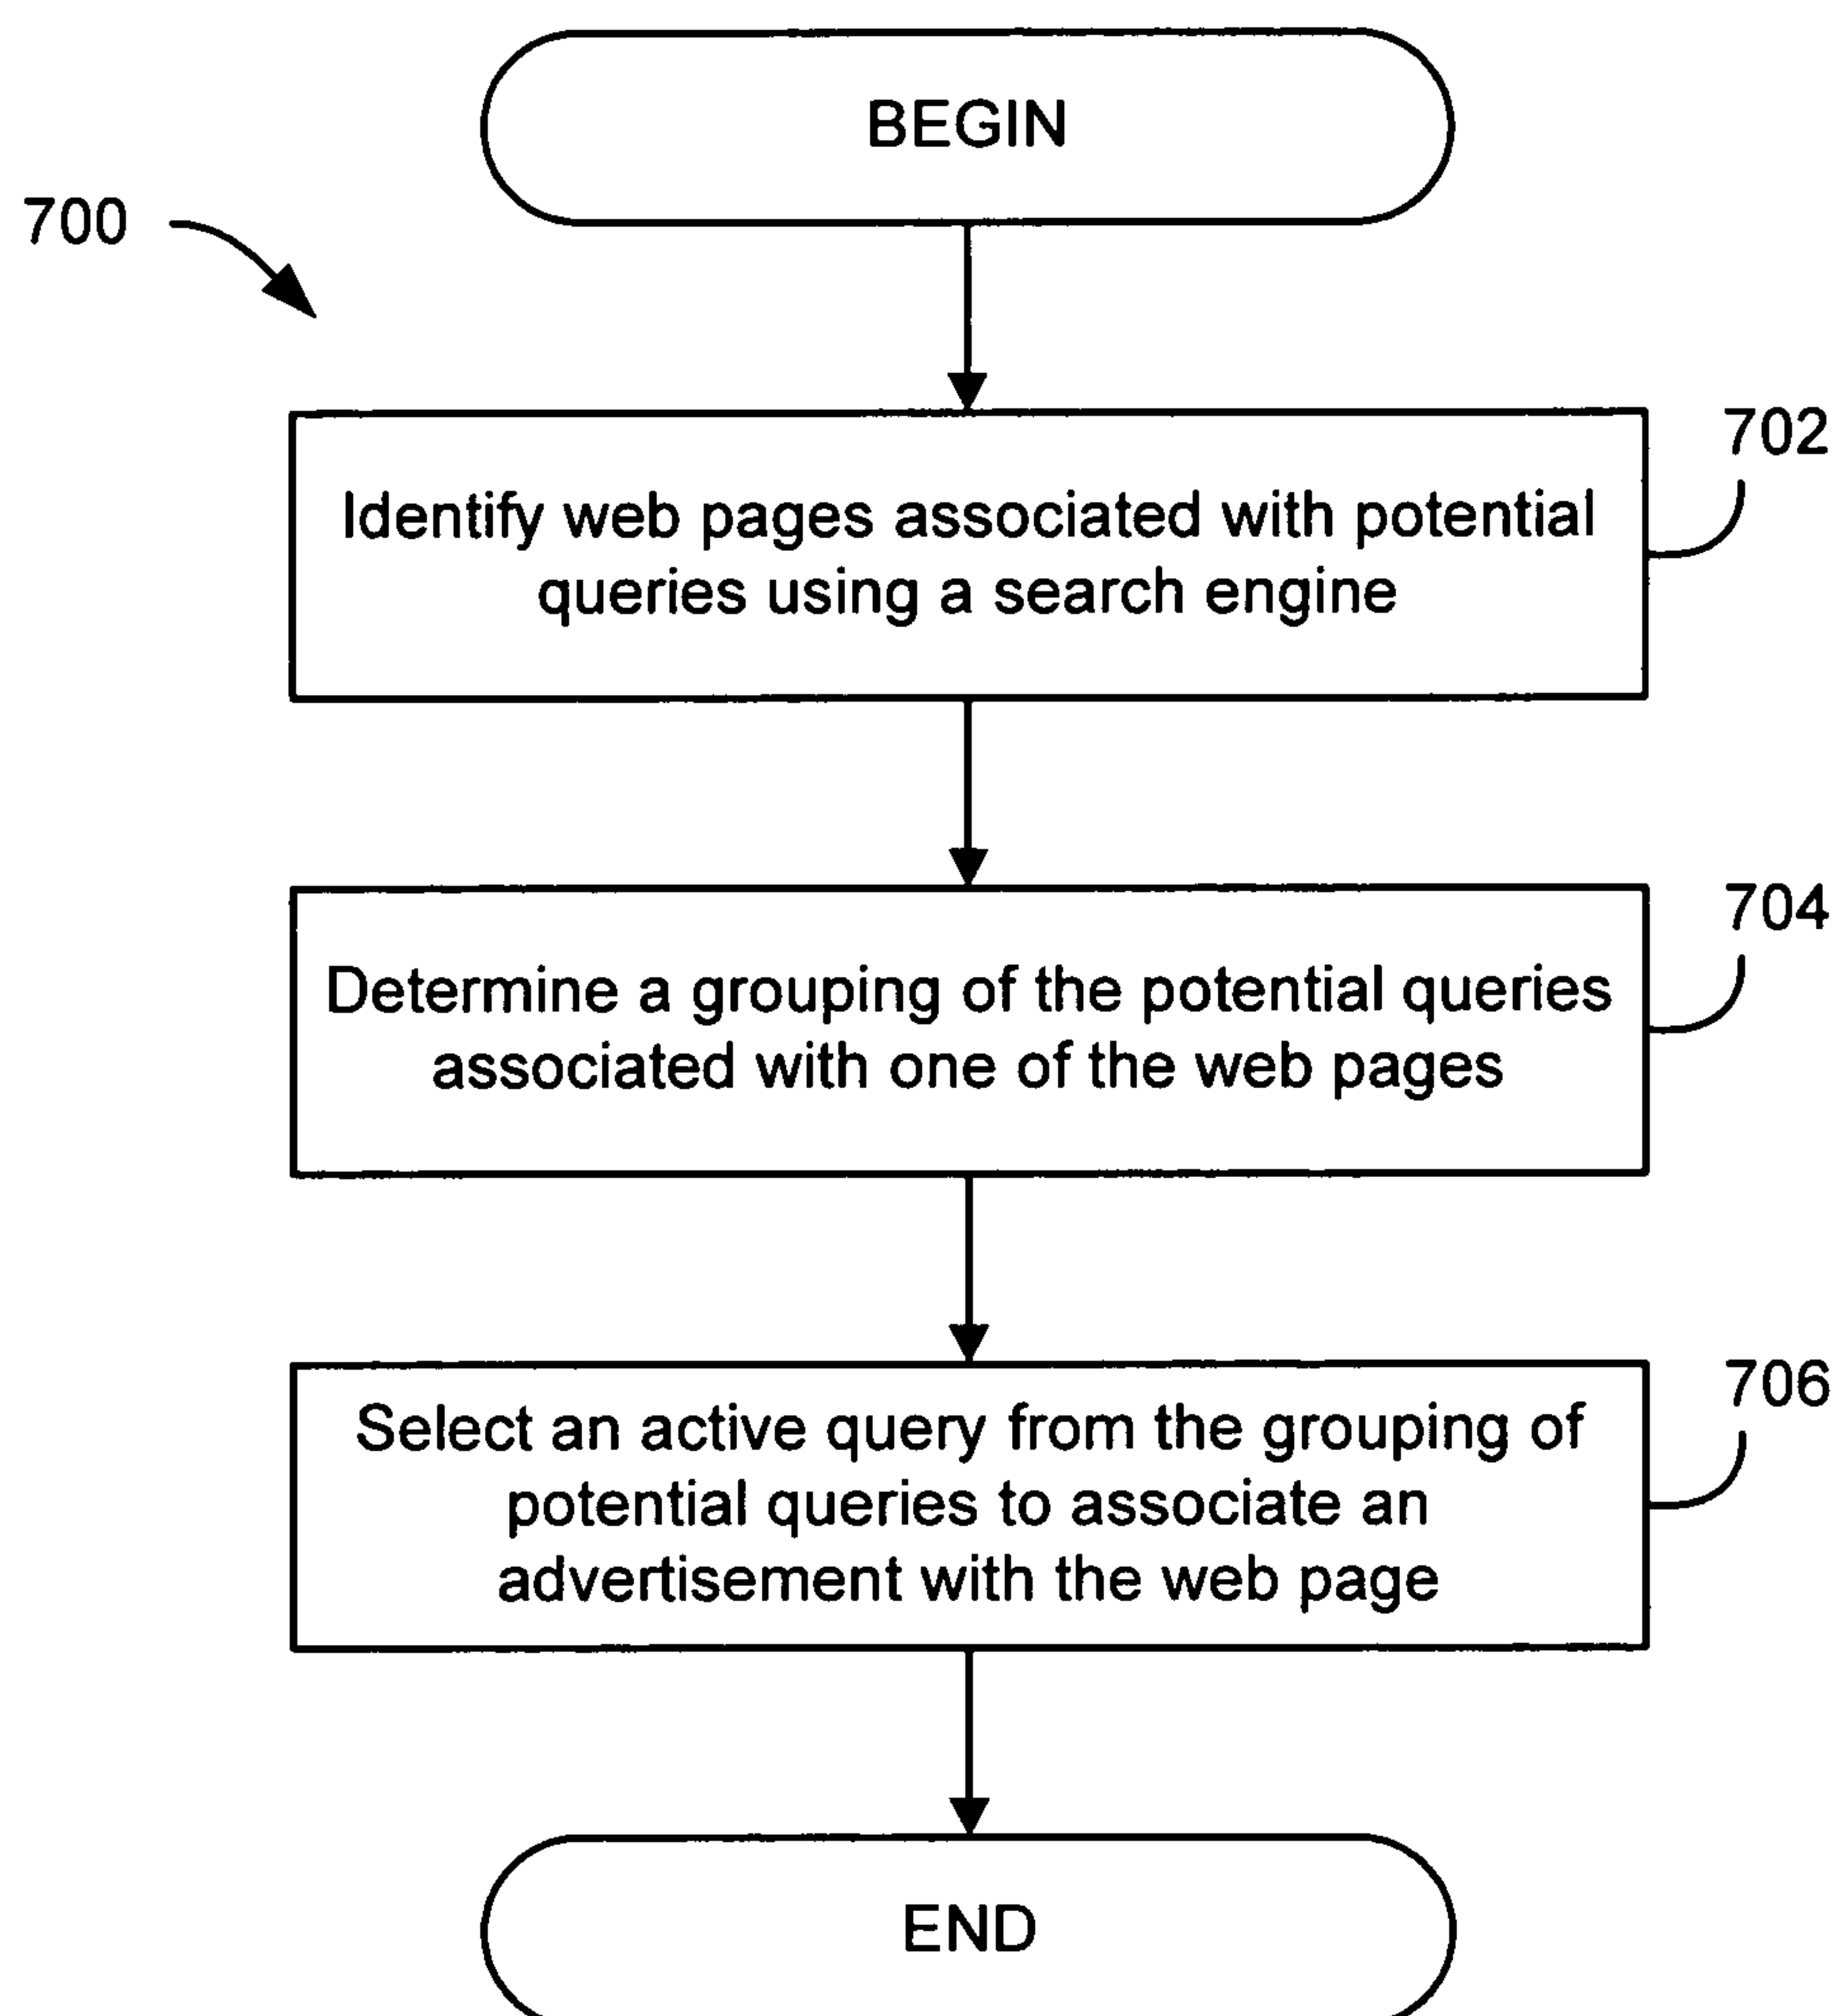 BEGIN
700
702
Identify web pages associated with potential
queries using a search engine
704
Determine a grouping of the potential queries
associated with one of the web pages
706
Select an active query from the grouping of
potential queries to associate an
advertisement with the web page
END